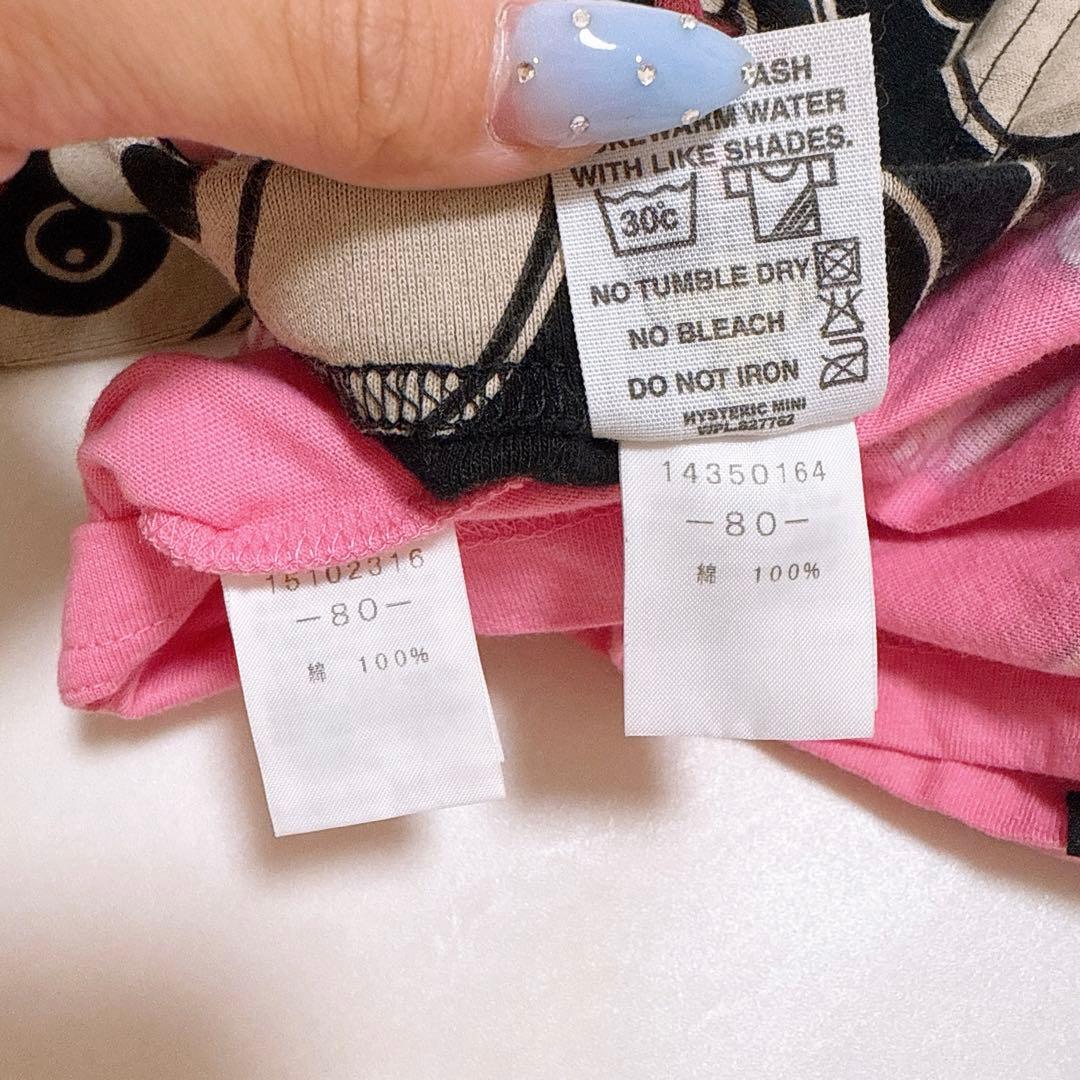 WITH LIKE SHADES.
30°C
NO TUMBLE DRY
NO BLEACH
DO NOT IRON
HYSTERIC MINI
14350164
-80-
綿 100%
15102316
-80-
綿 100%